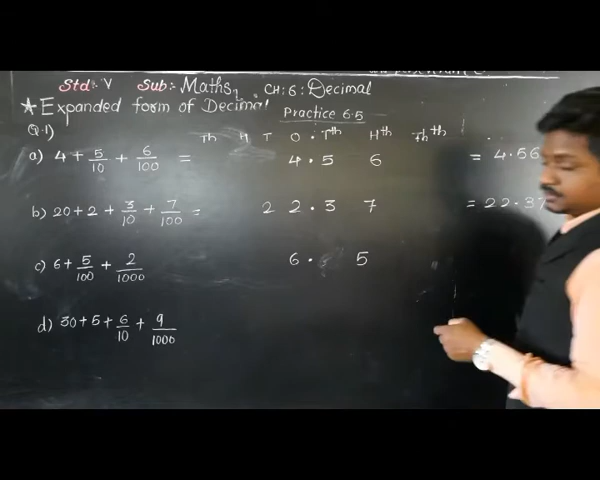 Std:- V Sub:- Maths, CH:6: Decimal
★Expanded form of Decimal Practice 6.5
Q.1) Th H T O . Tth Hth Thth
a) 4 + 5/10 + 6/100 = 4 . 5 6 = 4.56
b) 20+2 + 3/10 + 7/100 = 2 2 . 3 7 = 22.37
c) 6 + 5/100 + 2/1000 6 . 5
d) 30+5+ 6/10 + 9/1000